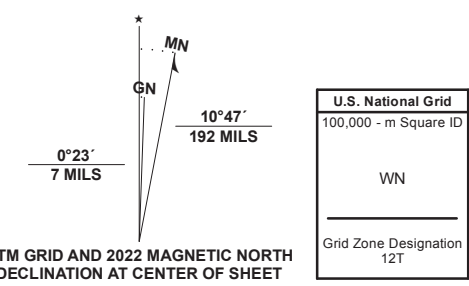 ★
MN
GN
0°23´
7 MILS
10°47´
192 MILS
TM GRID AND 2022 MAGNETIC NORTH
DECLINATION AT CENTER OF SHEET
U.S. National Grid
100,000 - m Square ID
WN
Grid Zone Designation
12T